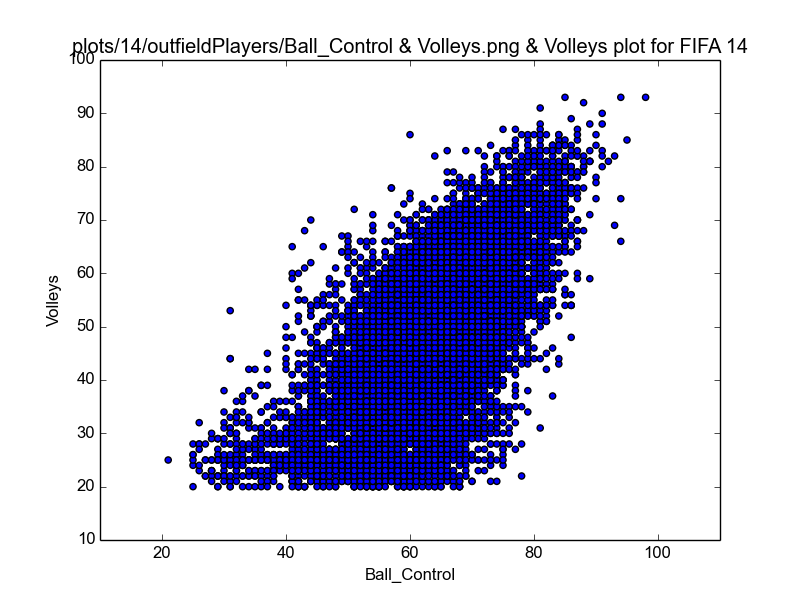 plots/14/outfieldPlayers/Ball_Control & Volleys.png & Volleys plot for FIFA 14
100
90
80
70
60
50
40
30
20
10
Volleys
20 40 60 80 100
Ball_Control